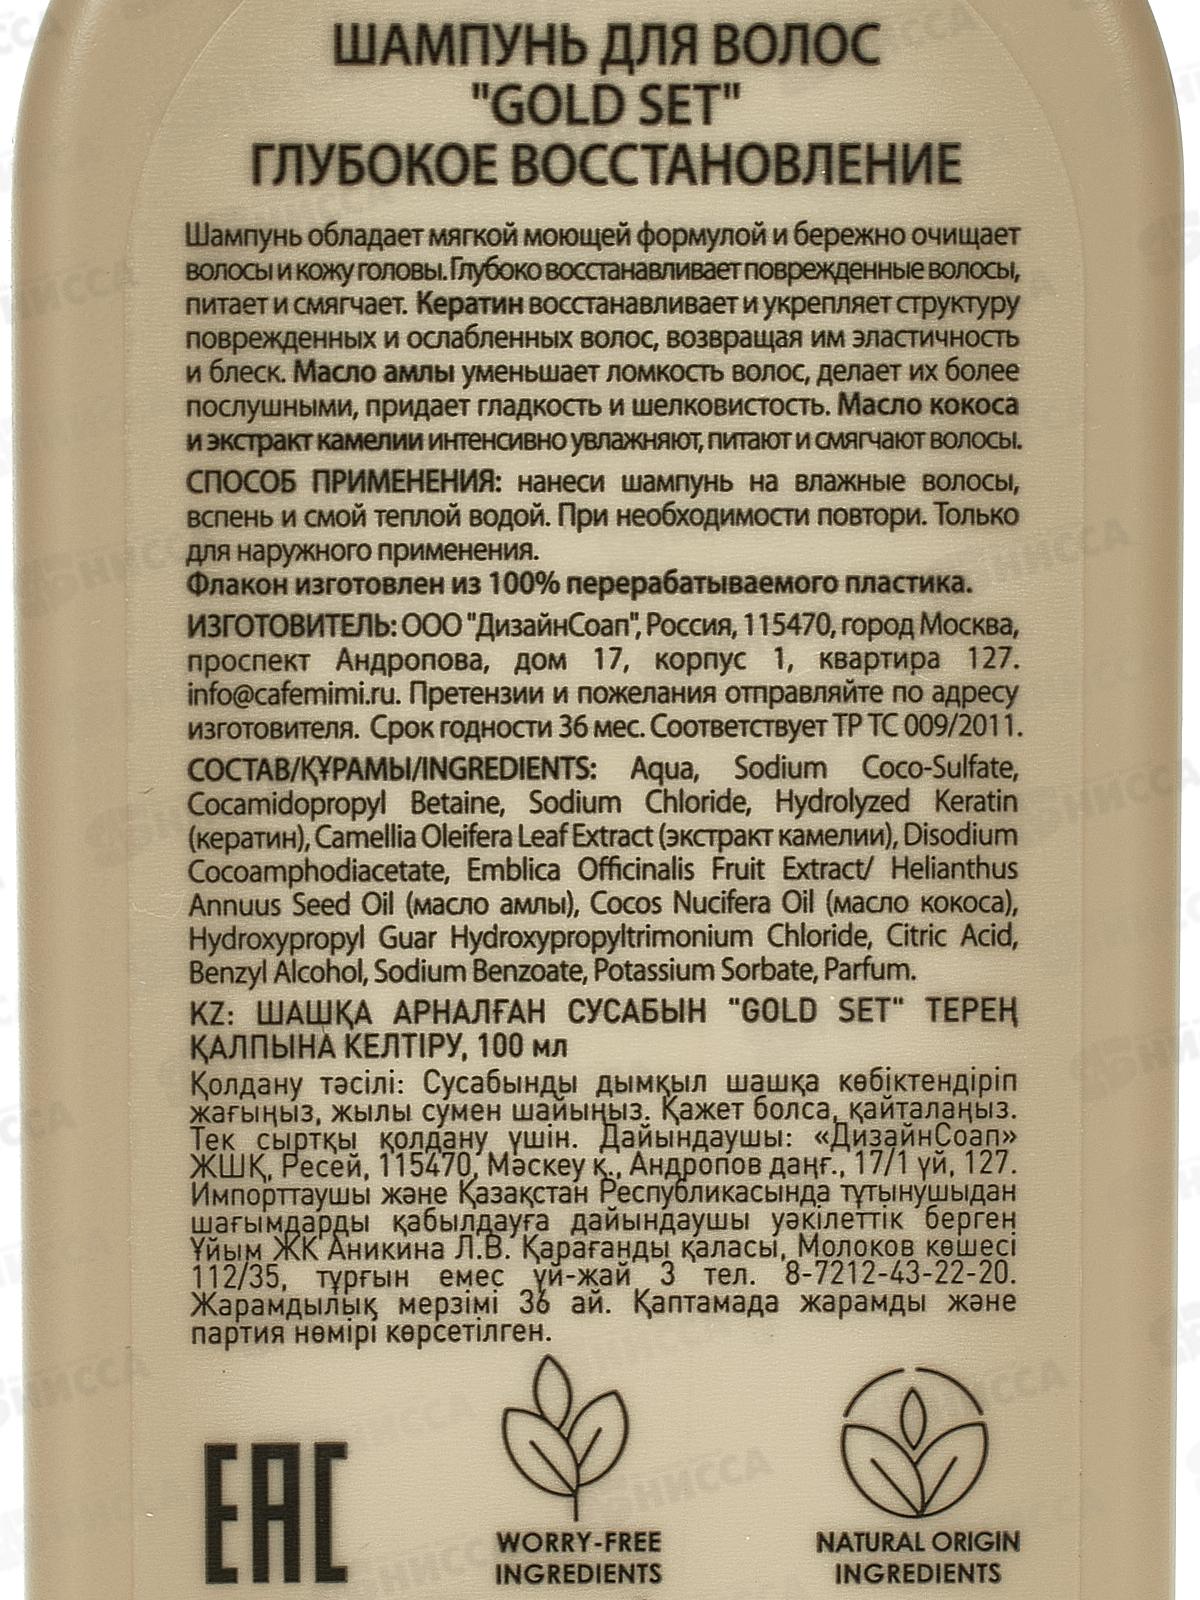 ШАМПУНЬ ДЛЯ ВОЛОС
"GOLD SET"
ГЛУБОКОЕ ВОССТАНОВЛЕНИЕ
Шампунь обладает мягкой моющей формулой и бережно очищает
волосы и кожу головы. Глубоко восстанавливает поврежденные волосы,
питает и смягчает. Кератин восстанавливает и укрепляет структуру
поврежденных и ослабленных волос, возвращая им эластичность
и блеск. Масло амлы уменьшает ломкость волос, делает их более
послушными, придает гладкость и шелковистость. Масло кокоса
и экстракт камелии интенсивно увлажняют, питают и смягчают волосы.
СПОСОБ ПРИМЕНЕНИЯ: нанеси шампунь на влажные волосы,
вспень и смой теплой водой. При необходимости повтори. Только
для наружного применения.
Флакон изготовлен из 100% перерабатываемого пластика.
ИЗГОТОВИТЕЛЬ: ООО "ДизайнСоап", Россия, 115470, город Москва,
проспект Андропова, дом 17, корпус 1, квартира 127.
info@cafemimi.ru. Претензии и пожелания отправляйте по адресу
изготовителя. Срок годности 36 мес. Соответствует ТР ТС 009/2011.
СОСТАВ/ҚҰРАМЫ/INGREDIENTS: Aqua, Sodium Coco-Sulfate,
Cocamidopropyl Betaine, Sodium Chloride, Hydrolyzed Keratin
(кератин), Camellia Oleifera Leaf Extract (экстракт камелии), Disodium
Cocoamphodiacetate, Emblica Officinalis Fruit Extract/ Helianthus
Annuus Seed Oil (масло амлы), Cocos Nucifera Oil (масло кокоса),
Hydroxypropyl Guar Hydroxypropyltrimonium Chloride, Citric Acid,
Benzyl Alcohol, Sodium Benzoate, Potassium Sorbate, Parfum.
KZ: ШАШҚА АРНАЛҒАН СУСАБЫН "GOLD SET" ТЕРЕҢ
ҚАЛПЫНА КЕЛТІРУ, 100 мл
Қолдану тәсілі: Сусабынды дымқыл шашқа көбіктендіріп
жағыңыз, жылы сумен шайыңыз. Қажет болса, қайталаңыз.
Тек сыртқы қолдану үшін. Дайындаушы: «ДизайнСоап»
ЖШҚ, Ресей, 115470, Мәскеу қ., Андропов даңғ., 17/1 үй, 127.
Импорттаушы және Қазақстан Республикасында тұтынушыдан
шағымдарды қабылдауға дайындаушы уәкілеттік берген
Ұйым ЖК Аникина Л.В. Қарағанды қаласы, Молоков көшесі
112/35, тұрғын емес үй-жай 3 тел. 8-7212-43-22-20.
Жарамдылық мерзімі 36 ай. Қаптамада жарамды және
партия нөмірі көрсетілген.
EAC
WORRY-FREE
INGREDIENTS
NATURAL ORIGIN
INGREDIENTS